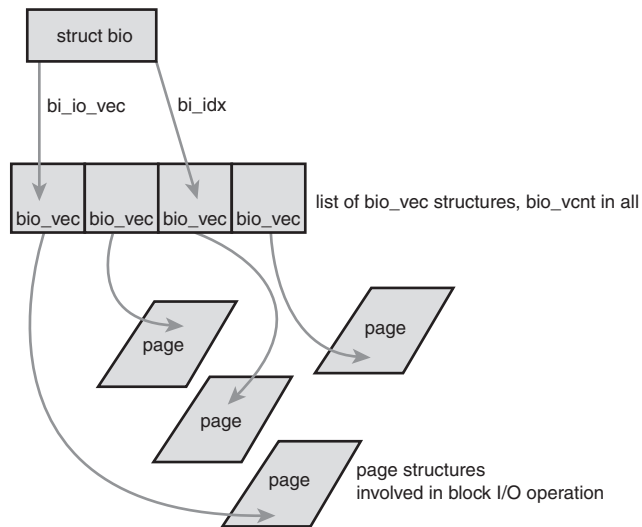 struct bio
bi_io_vec
bi_idx
bio_vec bio_vec bio_vec bio_vec
list of bio_vec structures, bio_vcnt in all
page
page
page
page
page structures
involved in block I/O operation